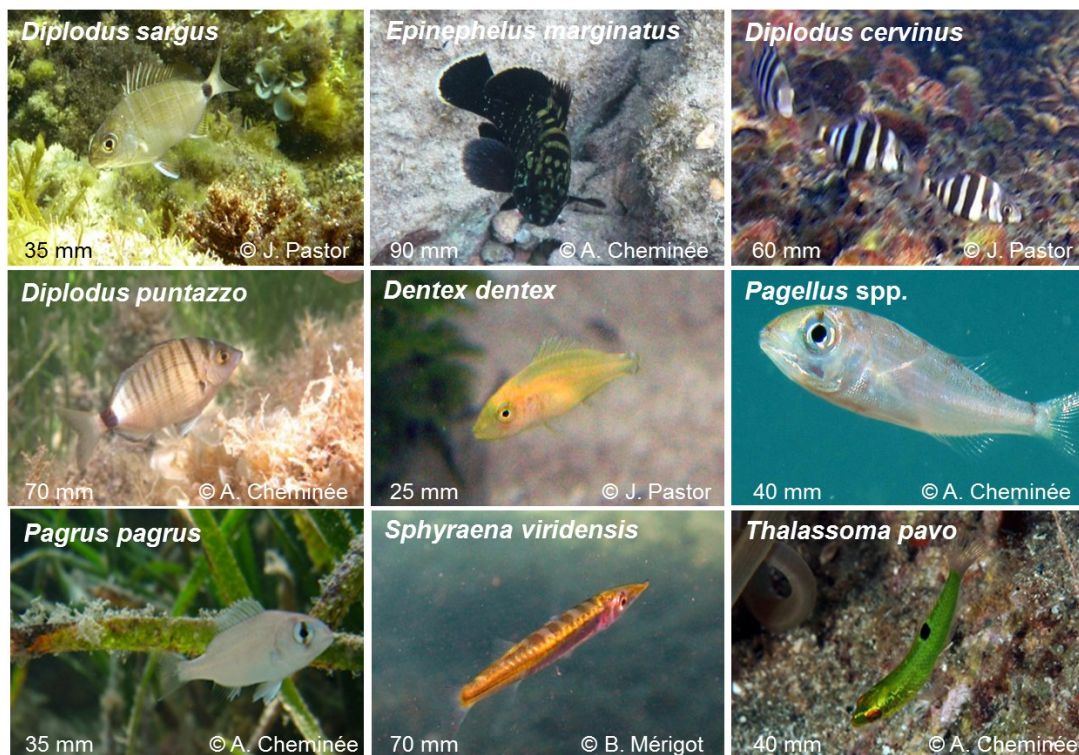 Diplodus sargus
35 mm
© J. Pastor
Epinephelus marginatus
90 mm
© A. Cheminée
Diplodus cervinus
60 mm
© J. Pastor
Diplodus puntazzo
70 mm
© A. Cheminée
Dentex dentex
25 mm
© J. Pastor
Pagellus spp.
40 mm
© A. Cheminée
Pagrus pagrus
35 mm
© A. Cheminée
Sphyraena viridensis
70 mm
© B. Mérigot
Thalassoma pavo
40 mm
© A. Cheminée